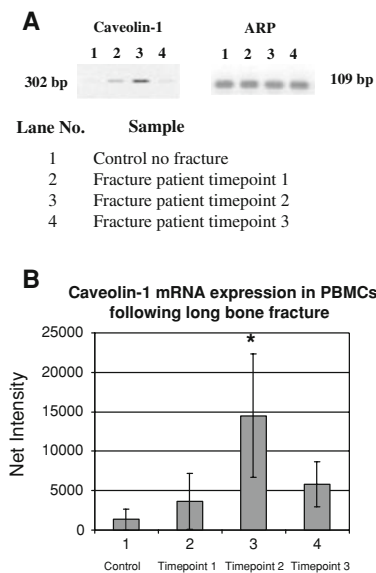 A
Caveolin-1 ARP
1 2 3 4 1 2 3 4
302 bp 109 bp
Lane No. Sample
1 Control no fracture
2 Fracture patient timepoint 1
3 Fracture patient timepoint 2
4 Fracture patient timepoint 3
B
Caveolin-1 mRNA expression in PBMCs
following long bone fracture
Net Intensity
25000
20000
15000
10000
5000
0
*
1 2 3 4
Control Timepoint 1 Timepoint 2 Timepoint 3